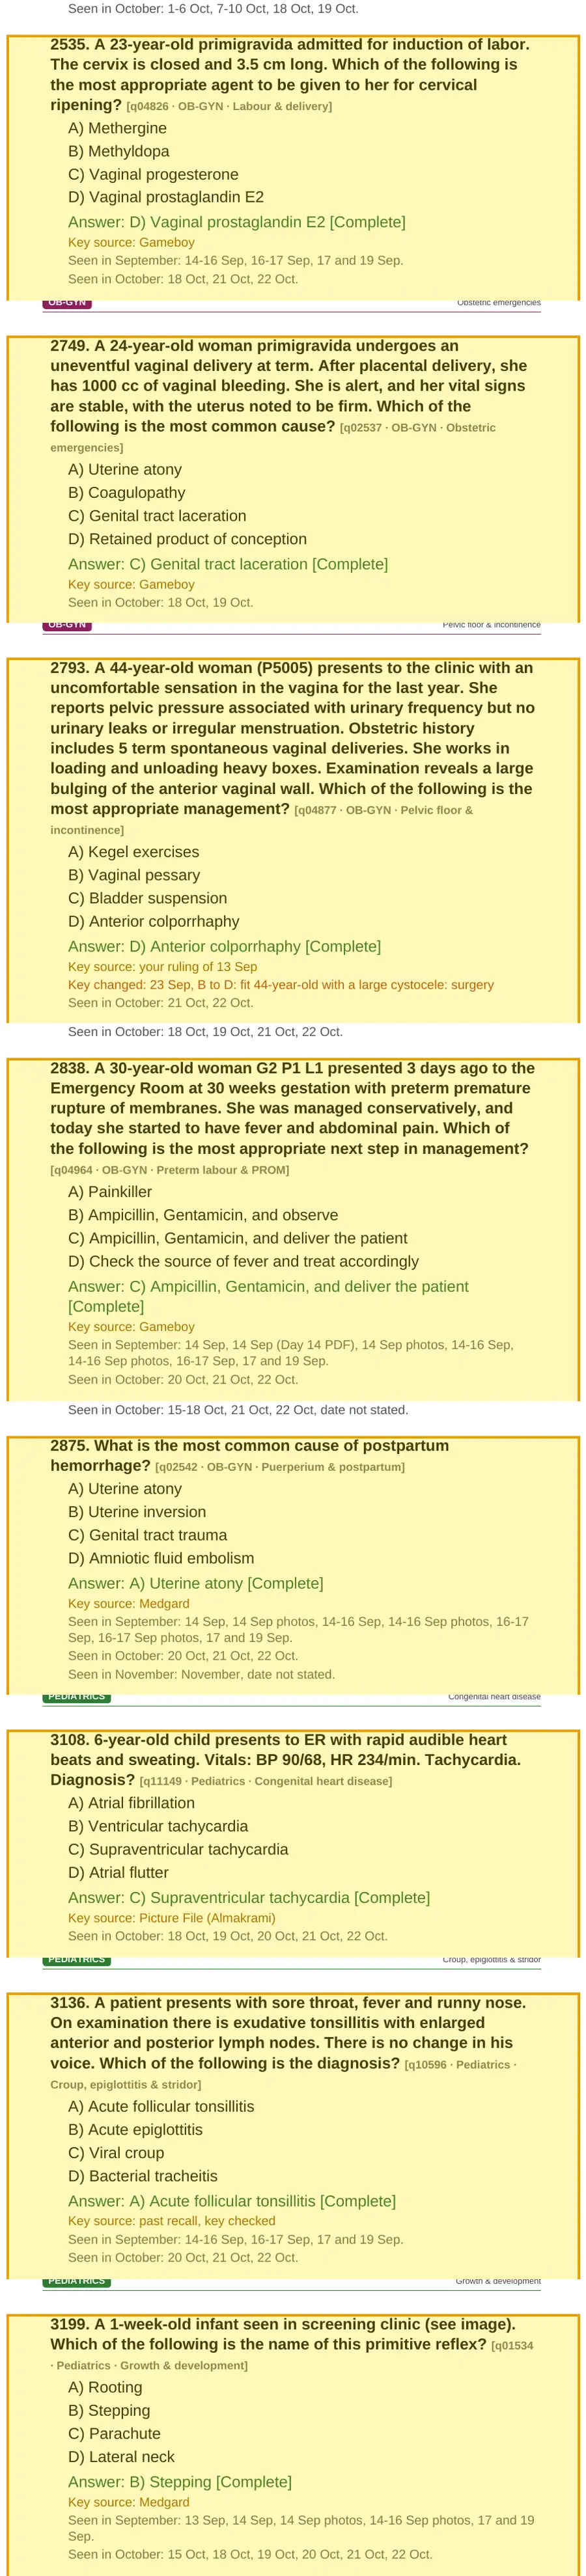 Seen in October: 1-6 Oct, 7-10 Oct, 18 Oct, 19 Oct.
2535. A 23-year-old primigravida admitted for induction of labor.
The cervix is closed and 3.5 cm long. Which of the following is
the most appropriate agent to be given to her for cervical
ripening? [q04826 · OB-GYN · Labour & delivery]
A) Methergine
B) Methyldopa
C) Vaginal progesterone
D) Vaginal prostaglandin E2
Answer: D) Vaginal prostaglandin E2 [Complete]
Key source: Gameboy
Seen in September: 14-16 Sep, 16-17 Sep, 17 and 19 Sep.
Seen in October: 18 Oct, 21 Oct, 22 Oct.
OB-GYN Obstetric emergencies
2749. A 24-year-old woman primigravida undergoes an
uneventful vaginal delivery at term. After placental delivery, she
has 1000 cc of vaginal bleeding. She is alert, and her vital signs
are stable, with the uterus noted to be firm. Which of the
following is the most common cause? [q02537 · OB-GYN · Obstetric
emergencies]
A) Uterine atony
B) Coagulopathy
C) Genital tract laceration
D) Retained product of conception
Answer: C) Genital tract laceration [Complete]
Key source: Gameboy
Seen in October: 18 Oct, 19 Oct.
OB-GYN Pelvic floor & incontinence
2793. A 44-year-old woman (P5005) presents to the clinic with an
uncomfortable sensation in the vagina for the last year. She
reports pelvic pressure associated with urinary frequency but no
urinary leaks or irregular menstruation. Obstetric history
includes 5 term spontaneous vaginal deliveries. She works in
loading and unloading heavy boxes. Examination reveals a large
bulging of the anterior vaginal wall. Which of the following is the
most appropriate management? [q04877 · OB-GYN · Pelvic floor &
incontinence]
A) Kegel exercises
B) Vaginal pessary
C) Bladder suspension
D) Anterior colporrhaphy
Answer: D) Anterior colporrhaphy [Complete]
Key source: your ruling of 13 Sep
Key changed: 23 Sep, B to D: fit 44-year-old with a large cystocele: surgery
Seen in October: 21 Oct, 22 Oct.
Seen in October: 18 Oct, 19 Oct, 21 Oct, 22 Oct.
2838. A 30-year-old woman G2 P1 L1 presented 3 days ago to the
Emergency Room at 30 weeks gestation with preterm premature
rupture of membranes. She was managed conservatively, and
today she started to have fever and abdominal pain. Which of
the following is the most appropriate next step in management?
[q04964 · OB-GYN · Preterm labour & PROM]
A) Painkiller
B) Ampicillin, Gentamicin, and observe
C) Ampicillin, Gentamicin, and deliver the patient
D) Check the source of fever and treat accordingly
Answer: C) Ampicillin, Gentamicin, and deliver the patient
[Complete]
Key source: Gameboy
Seen in September: 14 Sep, 14 Sep (Day 14 PDF), 14 Sep photos, 14-16 Sep,
14-16 Sep photos, 16-17 Sep, 17 and 19 Sep.
Seen in October: 20 Oct, 21 Oct, 22 Oct.
Seen in October: 15-18 Oct, 21 Oct, 22 Oct, date not stated.
2875. What is the most common cause of postpartum
hemorrhage? [q02542 · OB-GYN · Puerperium & postpartum]
A) Uterine atony
B) Uterine inversion
C) Genital tract trauma
D) Amniotic fluid embolism
Answer: A) Uterine atony [Complete]
Key source: Medgard
Seen in September: 14 Sep, 14 Sep photos, 14-16 Sep, 14-16 Sep photos, 16-17
Sep, 16-17 Sep photos, 17 and 19 Sep.
Seen in October: 20 Oct, 21 Oct, 22 Oct.
Seen in November: November, date not stated.
PEDIATRICS Congenital heart disease
3108. 6-year-old child presents to ER with rapid audible heart
beats and sweating. Vitals: BP 90/68, HR 234/min. Tachycardia.
Diagnosis? [q11149 · Pediatrics · Congenital heart disease]
A) Atrial fibrillation
B) Ventricular tachycardia
C) Supraventricular tachycardia
D) Atrial flutter
Answer: C) Supraventricular tachycardia [Complete]
Key source: Picture File (Almakrami)
Seen in October: 18 Oct, 19 Oct, 20 Oct, 21 Oct, 22 Oct.
PEDIATRICS Croup, epiglottitis & stridor
3136. A patient presents with sore throat, fever and runny nose.
On examination there is exudative tonsillitis with enlarged
anterior and posterior lymph nodes. There is no change in his
voice. Which of the following is the diagnosis? [q10596 · Pediatrics ·
Croup, epiglottitis & stridor]
A) Acute follicular tonsillitis
B) Acute epiglottitis
C) Viral croup
D) Bacterial tracheitis
Answer: A) Acute follicular tonsillitis [Complete]
Key source: past recall, key checked
Seen in September: 14-16 Sep, 16-17 Sep, 17 and 19 Sep.
Seen in October: 20 Oct, 21 Oct, 22 Oct.
PEDIATRICS Growth & development
3199. A 1-week-old infant seen in screening clinic (see image).
Which of the following is the name of this primitive reflex? [q01534
· Pediatrics · Growth & development]
A) Rooting
B) Stepping
C) Parachute
D) Lateral neck
Answer: B) Stepping [Complete]
Key source: Medgard
Seen in September: 13 Sep, 14 Sep, 14 Sep photos, 14-16 Sep photos, 17 and 19
Sep.
Seen in October: 15 Oct, 18 Oct, 19 Oct, 20 Oct, 21 Oct, 22 Oct.